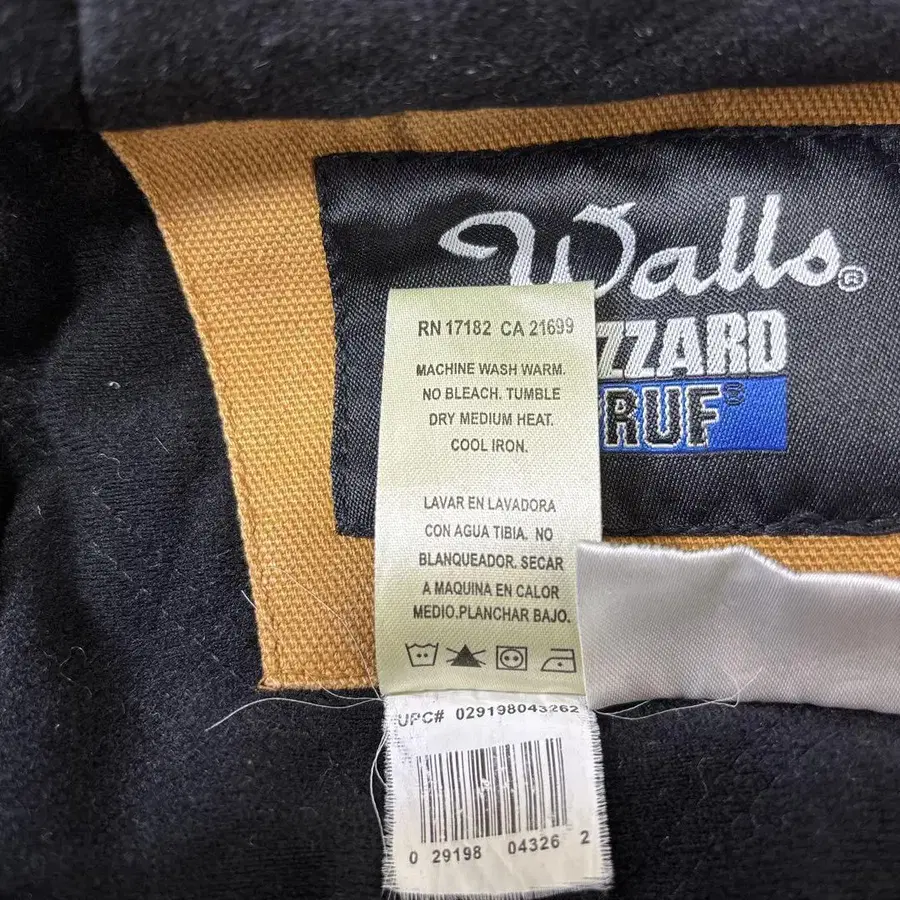 Walls®
ZZARD
RUF®
RN 17182 CA 21699
MACHINE WASH WARM.
NO BLEACH. TUMBLE
DRY MEDIUM HEAT.
COOL IRON.
LAVAR EN LAVADORA
CON AGUA TIBIA. NO
BLANQUEADOR. SECAR
A MAQUINA EN CALOR
MEDIO.PLANCHAR BAJO.
UPC# 029198043262
0 29198 04326 2